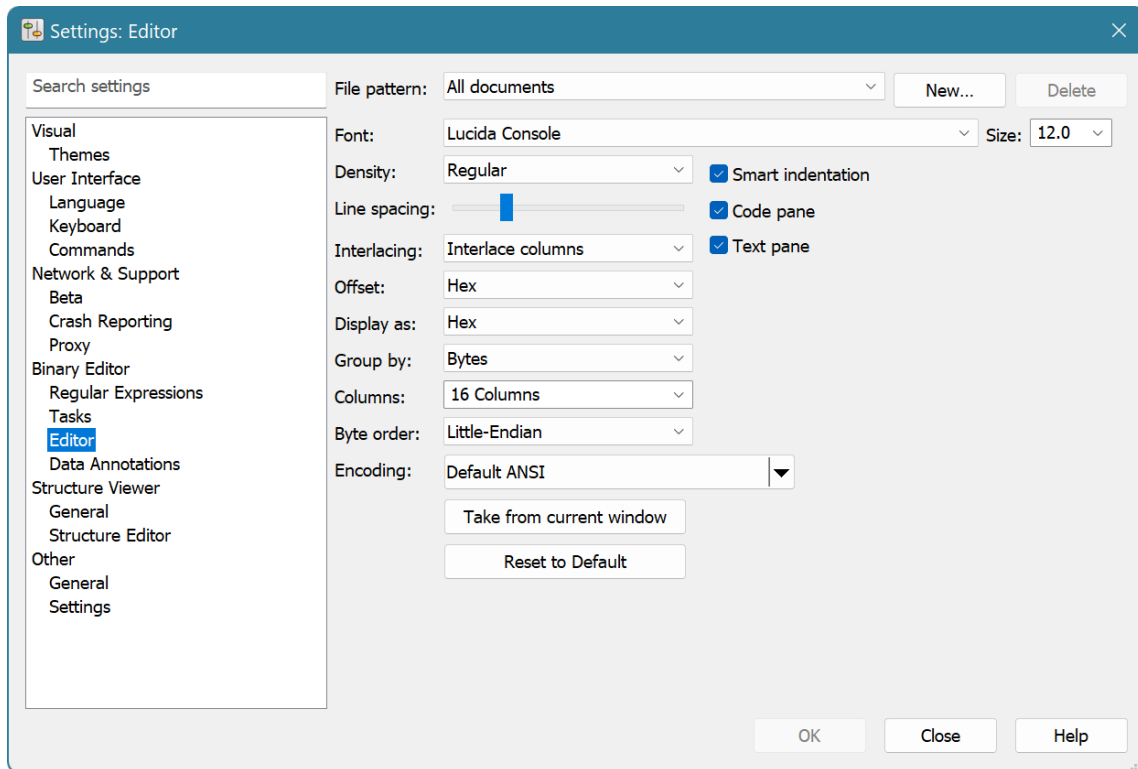 Settings: Editor
Search settings
Visual
Themes
User Interface
Language
Keyboard
Commands
Network & Support
Beta
Crash Reporting
Proxy
Binary Editor
Regular Expressions
Tasks
Editor
Data Annotations
Structure Viewer
General
Structure Editor
Other
General
Settings
File pattern: All documents New... Delete
Font: Lucida Console Size: 12.0
Density: Regular Smart indentation
Line spacing: Code pane
Interlacing: Interlace columns Text pane
Offset: Hex
Display as: Hex
Group by: Bytes
Columns: 16 Columns
Byte order: Little-Endian
Encoding: Default ANSI
Take from current window
Reset to Default
OK Close Help